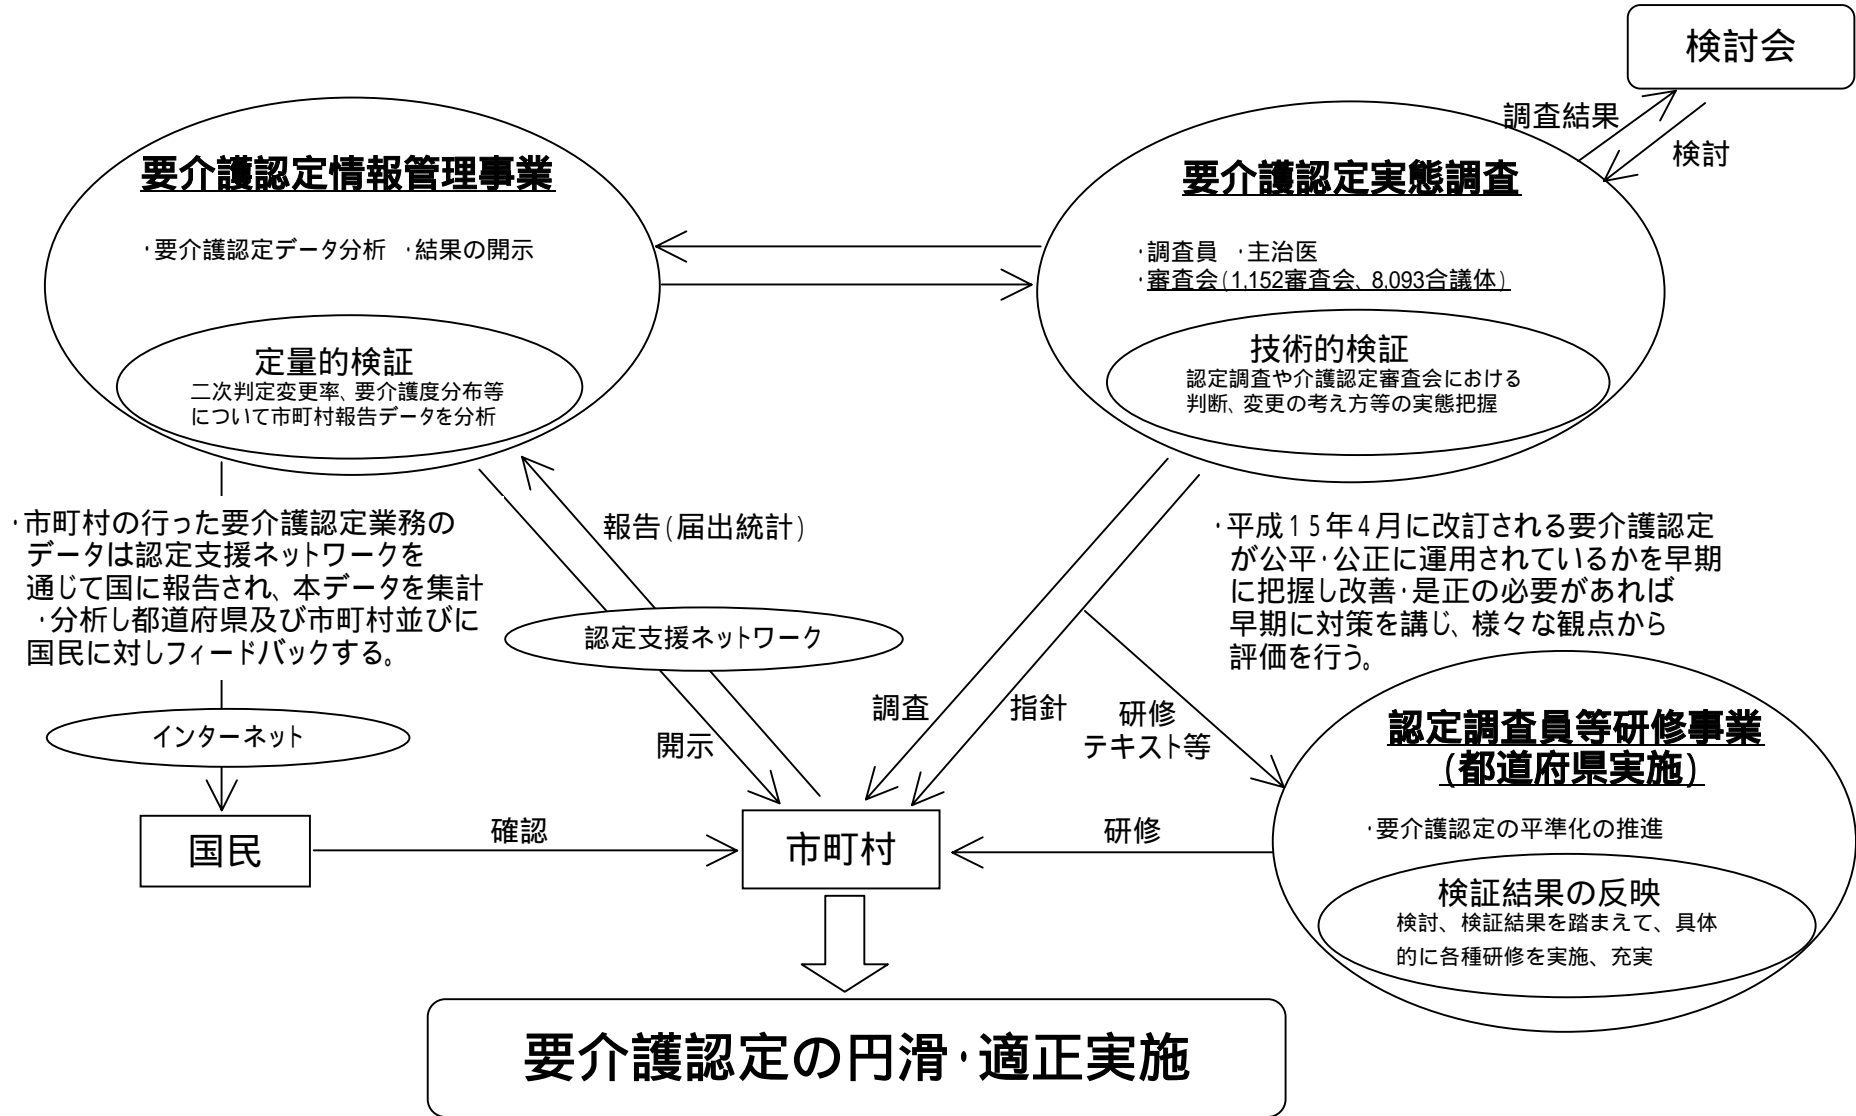 検討会
調査結果
検討
要介護認定情報管理事業
・要介護認定データ分析 ・結果の開示
定量的検証
二次判定変更率、要介護度分布等
について市町村報告データを分析
要介護認定実態調査
・調査員 ・主治医
・審査会(1,152審査会、8,093合議体)
技術的検証
認定調査や介護認定審査会における
判断、変更の考え方等の実態把握
・市町村の行った要介護認定業務の
データは認定支援ネットワークを
通じて国に報告され、本データを集計
・分析し都道府県及び市町村並びに
国民に対しフィードバックする。
報告(届出統計)
認定支援ネットワーク
開示
・平成15年4月に改訂される要介護認定
が公平・公正に運用されているかを早期
に把握し改善・是正の必要があれば
早期に対策を講じ、様々な観点から
評価を行う。
調査
指針
研修
テキスト等
インターネット
国民
確認
市町村
研修
認定調査員等研修事業
(都道府県実施)
・要介護認定の平準化の推進
検証結果の反映
検討、検証結果を踏まえて、具体
的に各種研修を実施、充実
要介護認定の円滑・適正実施